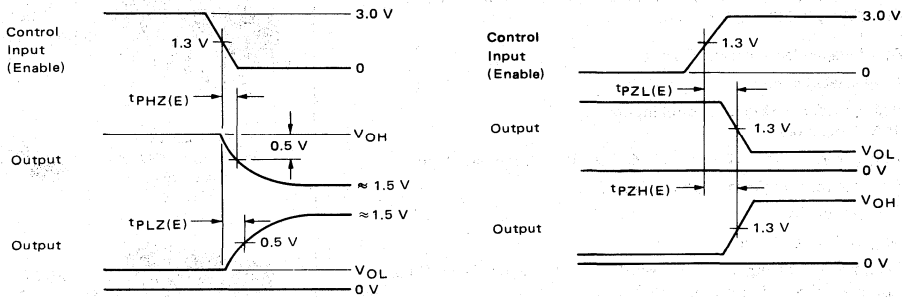 Control
Input
(Enable)
3.0 V
1.3 V
0
tPHZ(E)
VOH
0.5 V
Output
≈ 1.5 V
≈1.5 V
tPLZ(E)
0.5 V
Output
VOL
0 V
Control
Input
(Enable)
3.0 V
1.3 V
0
tPZL(E)
Output
1.3 V
VOL
0 V
tPZH(E)
VOH
Output
1.3 V
0 V